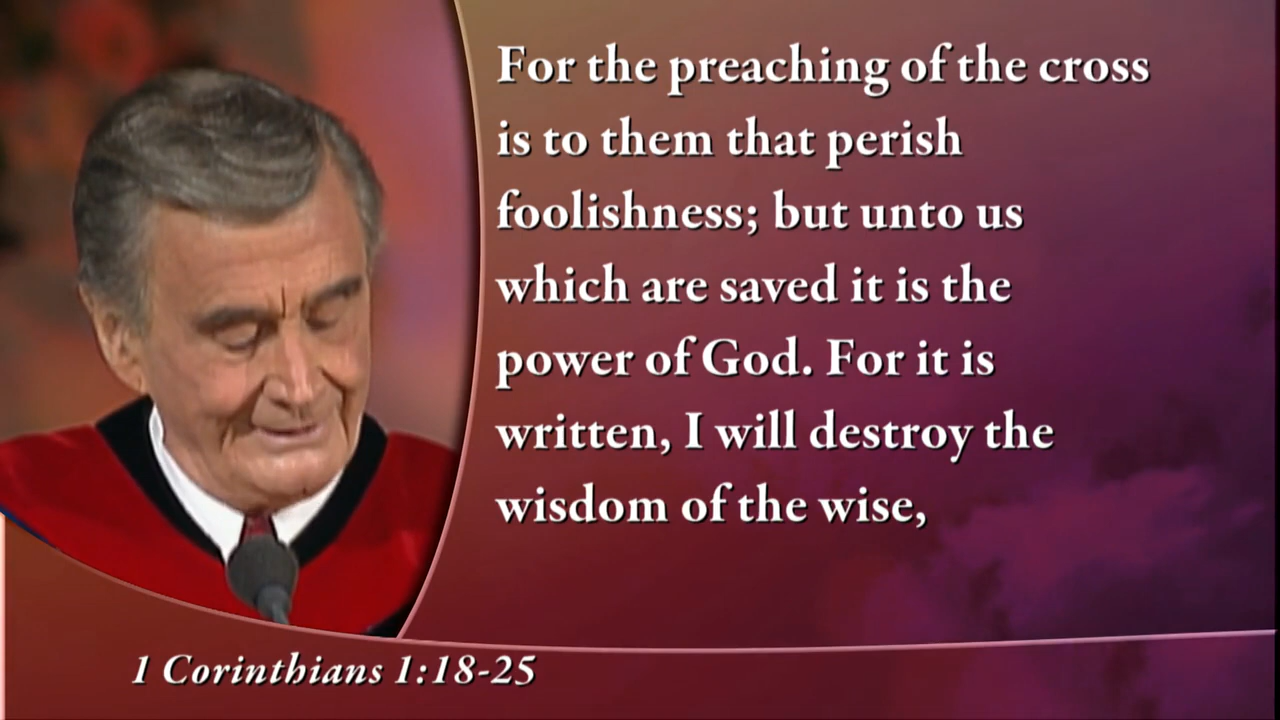 For the preaching of the cross
is to them that perish
foolishness; but unto us
which are saved it is the
power of God. For it is
written, I will destroy the
wisdom of the wise,
1 Corinthians 1:18-25